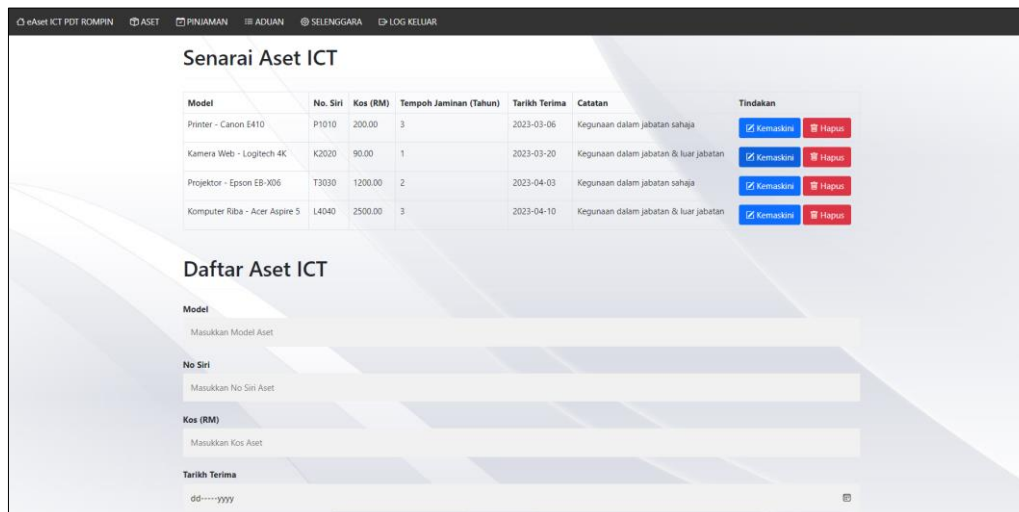 eAset ICT PDT ROMPIN ASET PINJAMAN ADUAN SELENGGARA LOG KELUAR
Senarai Aset ICT
Model No. Siri Kos (RM) Tempoh Jaminan (Tahun) Tarikh Terima Catatan Tindakan
Printer - Canon E410 P1010 200.00 3 2023-03-06 Kegunaan dalam jabatan sahaja Kemaskini Hapus
Kamera Web - Logitech 4K K2020 90.00 1 2023-03-20 Kegunaan dalam jabatan & luar jabatan Kemaskini Hapus
Projektor - Epson EB-X06 T3030 1200.00 2 2023-04-03 Kegunaan dalam jabatan sahaja Kemaskini Hapus
Komputer Riba - Acer Aspire 5 L4040 2500.00 3 2023-04-10 Kegunaan dalam jabatan & luar jabatan Kemaskini Hapus
Daftar Aset ICT
Model
Masukkan Model Aset
No Siri
Masukkan No Siri Aset
Kos (RM)
Masukkan Kos Aset
Tarikh Terima
dd-----yyyy